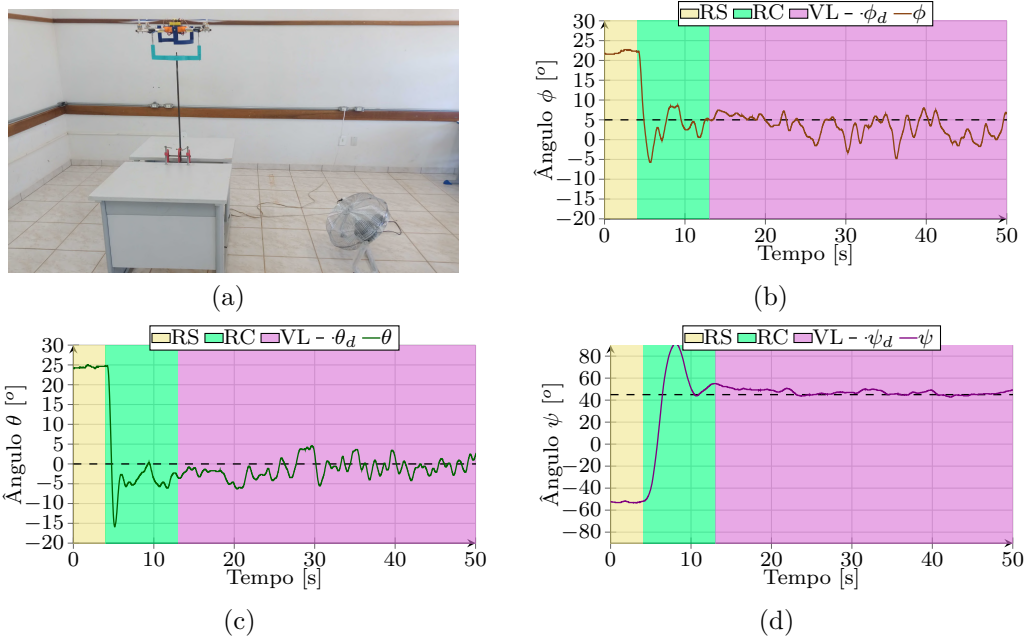 RS RC VL ϕ_d ϕ
Ângulo ϕ [º]
30
25
20
15
10
5
0
−5
−10
−15
−20
0 10 20 30 40 50
Tempo [s]
(a)
(b)
RS RC VL θ_d θ
Ângulo θ [º]
30
25
20
15
10
5
0
−5
−10
−15
−20
0 10 20 30 40 50
Tempo [s]
(c)
RS RC VL ψ_d ψ
Ângulo ψ [º]
80
60
40
20
0
−20
−40
−60
−80
0 10 20 30 40 50
Tempo [s]
(d)